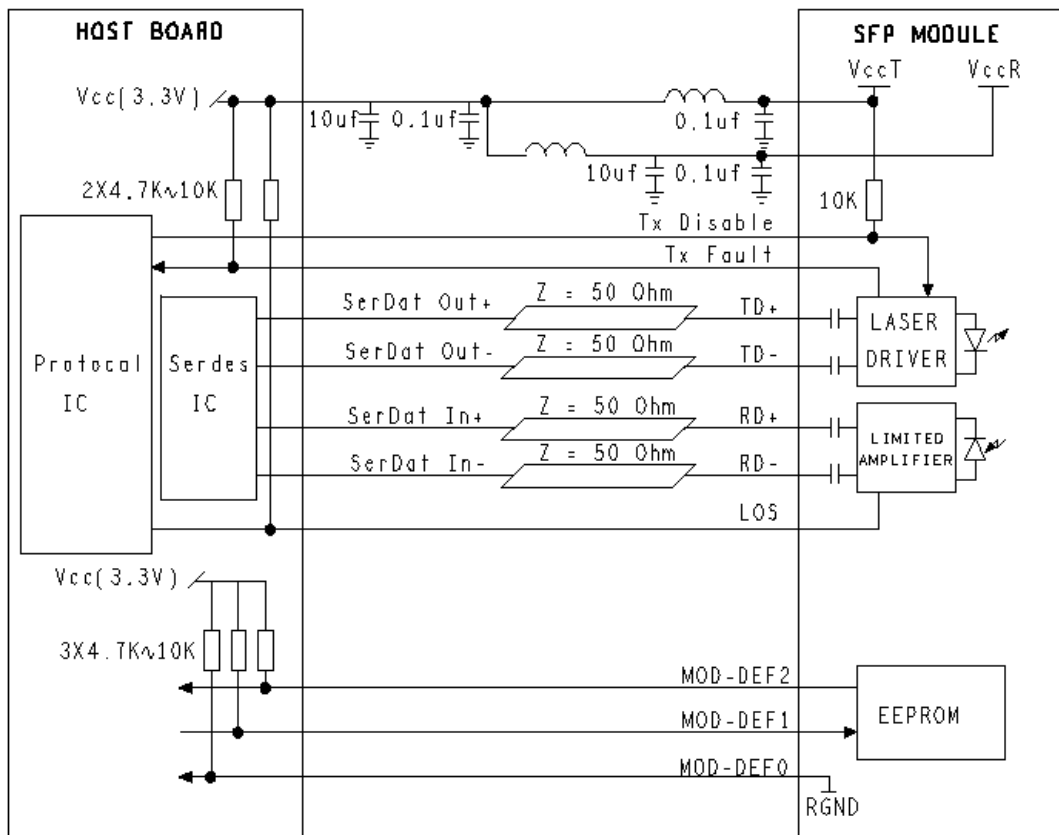 HOST BOARD
SFP MODULE
VccT
VccR
Vcc(3.3V)
10uf
0.1uf
0.1uf
10uf
0.1uf
2X4.7K∿10K
10K
Tx Disable
Tx Fault
SerDat Out+
Z = 50 Ohm
TD+
LASER
DRIVER
SerDat Out-
Z = 50 Ohm
TD-
Protocal
IC
Serdes
IC
SerDat In+
Z = 50 Ohm
RD+
LIMITED
AMPLIFIER
SerDat In-
Z = 50 Ohm
RD-
LOS
Vcc(3.3V)
3X4.7K∿10K
MOD-DEF2
MOD-DEF1
EEPROM
MOD-DEF0
RGND